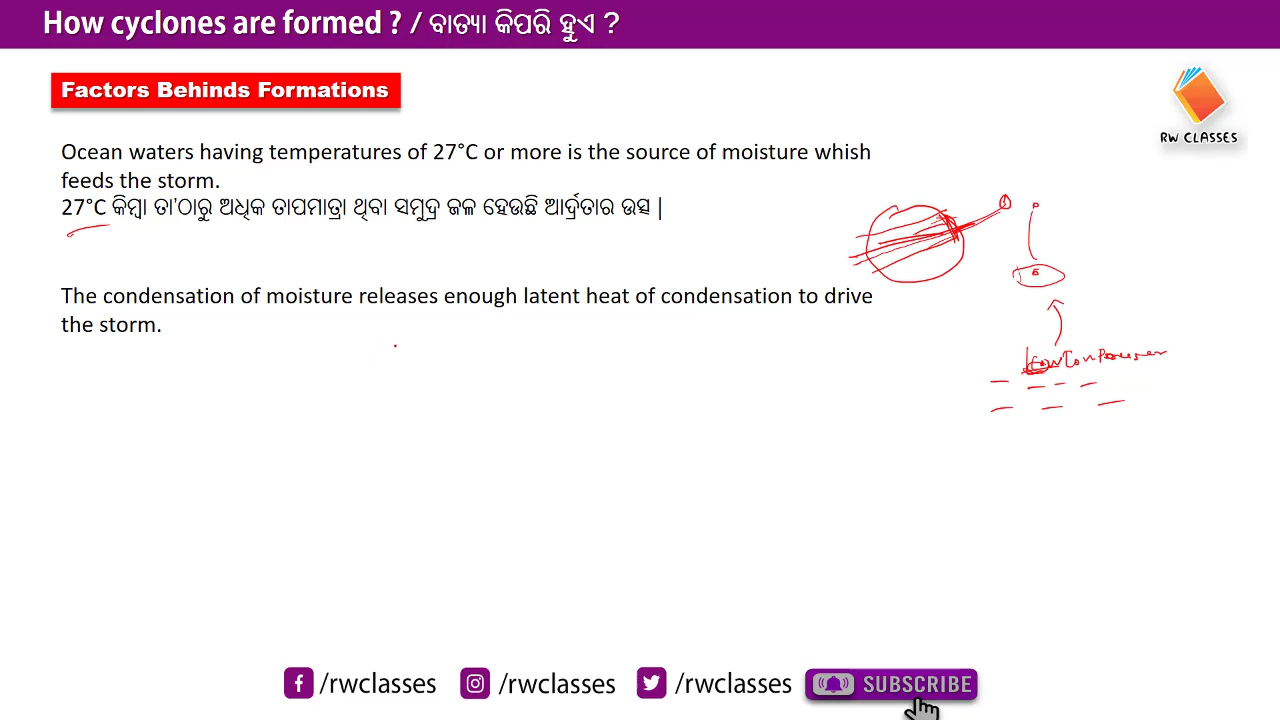 How cyclones are formed ? / ବାତ୍ୟା କିପରି ହୁଏ ?
Factors Behinds Formations
RW CLASSES
Ocean waters having temperatures of 27°C or more is the source of moisture whish
feeds the storm.
27°C କିମ୍ବା ତା'ଠାରୁ ଅଧିକ ତାପମାତ୍ରା ଥିବା ସମୁଦ୍ର ଜଳ ହେଉଛି ଆର୍ଦ୍ରତାର ଉତ୍ସ |
The condensation of moisture releases enough latent heat of condensation to drive
the storm.
/rwclasses /rwclasses /rwclasses SUBSCRIBE